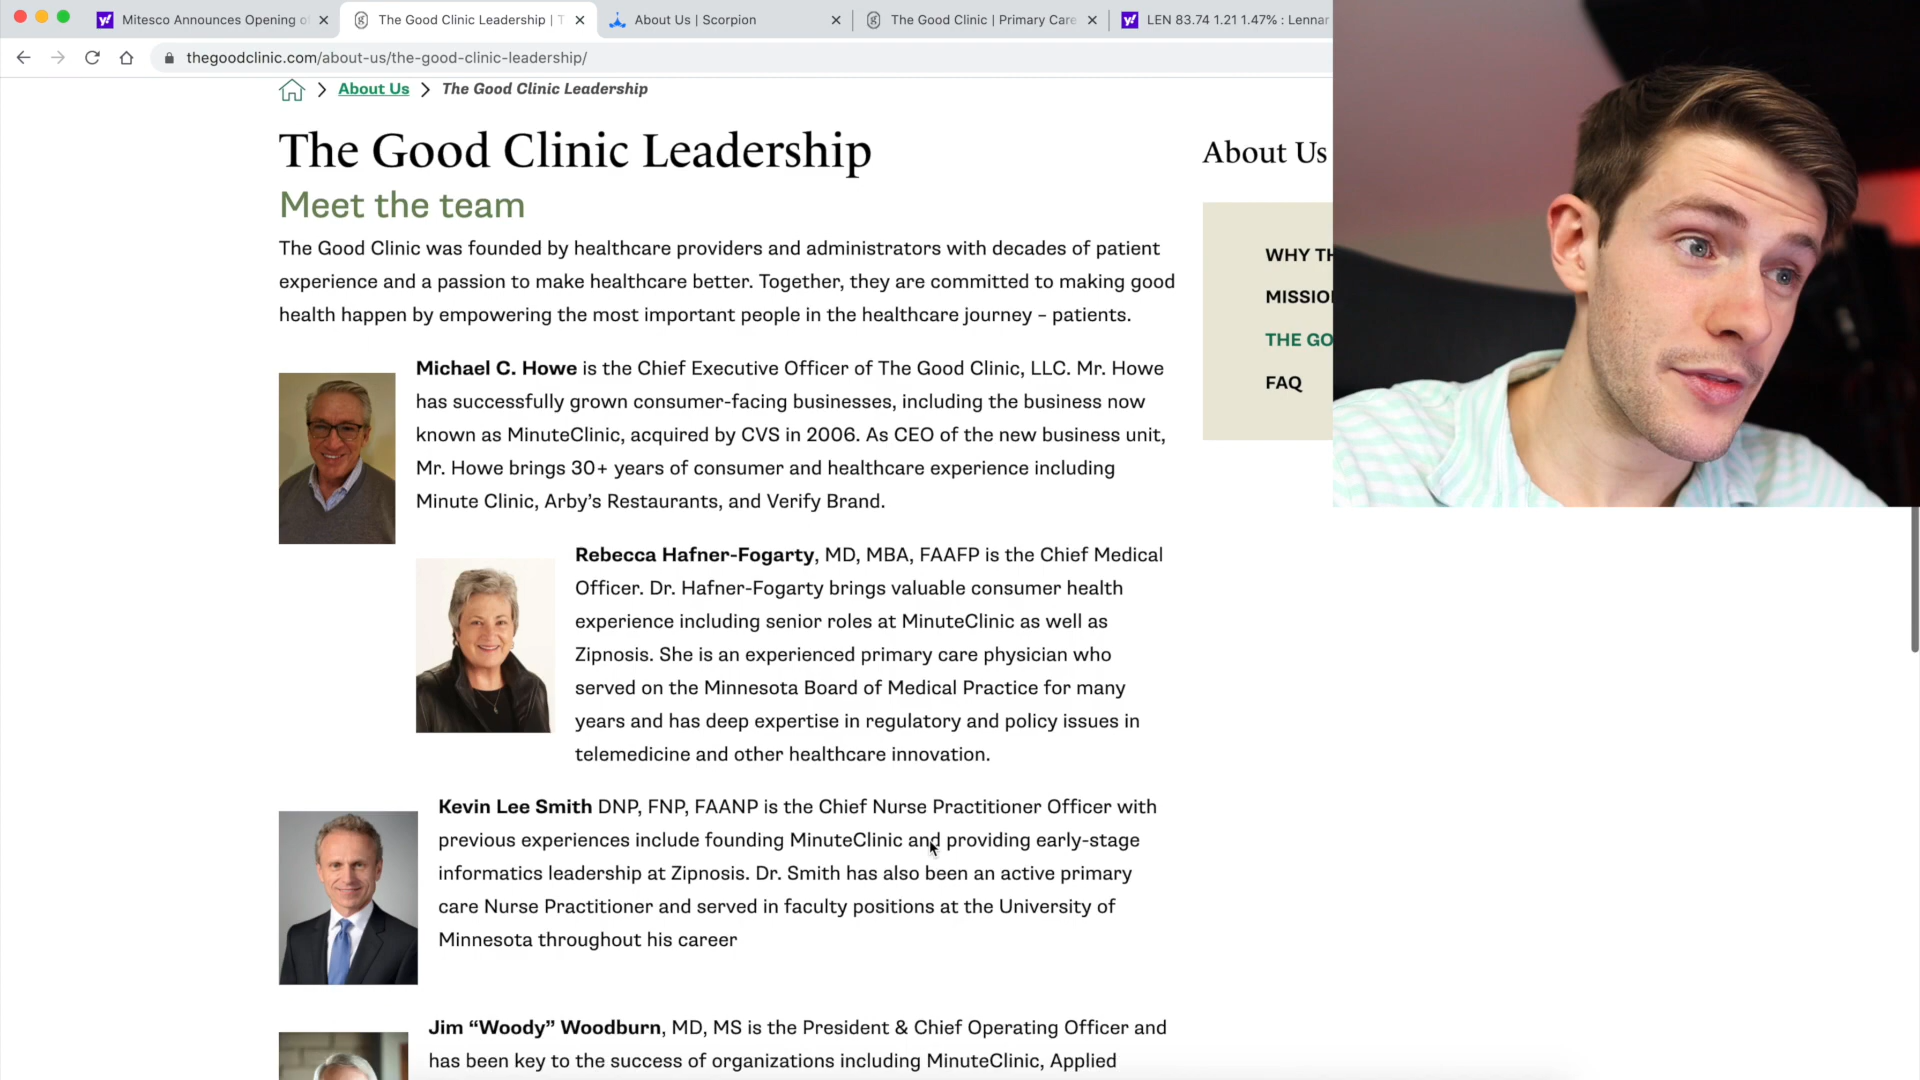 Mitesco Announces Opening o
The Good Clinic Leadership | T
About Us | Scorpion
The Good Clinic | Primary Care
LEN 83.74 1.21 1.47% : Lennar
thegoodclinic.com/about-us/the-good-clinic-leadership/
About Us > The Good Clinic Leadership
The Good Clinic Leadership
Meet the team
The Good Clinic was founded by healthcare providers and administrators with decades of patient
experience and a passion to make healthcare better. Together, they are committed to making good
health happen by empowering the most important people in the healthcare journey – patients.
Michael C. Howe is the Chief Executive Officer of The Good Clinic, LLC. Mr. Howe
has successfully grown consumer-facing businesses, including the business now
known as MinuteClinic, acquired by CVS in 2006. As CEO of the new business unit,
Mr. Howe brings 30+ years of consumer and healthcare experience including
Minute Clinic, Arby’s Restaurants, and Verify Brand.
Rebecca Hafner-Fogarty, MD, MBA, FAAFP is the Chief Medical
Officer. Dr. Hafner-Fogarty brings valuable consumer health
experience including senior roles at MinuteClinic as well as
Zipnosis. She is an experienced primary care physician who
served on the Minnesota Board of Medical Practice for many
years and has deep expertise in regulatory and policy issues in
telemedicine and other healthcare innovation.
Kevin Lee Smith DNP, FNP, FAANP is the Chief Nurse Practitioner Officer with
previous experiences include founding MinuteClinic and providing early-stage
informatics leadership at Zipnosis. Dr. Smith has also been an active primary
care Nurse Practitioner and served in faculty positions at the University of
Minnesota throughout his career
Jim “Woody” Woodburn, MD, MS is the President & Chief Operating Officer and
has been key to the success of organizations including MinuteClinic, Applied
About Us
WHY TH
MISSIO
THE GO
FAQ